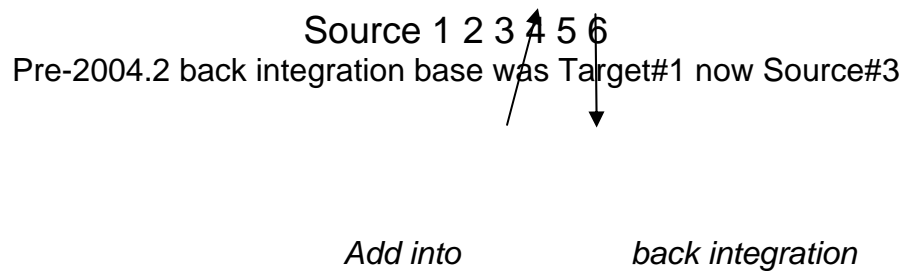 Source 1 2 3 4 5 6
Pre-2004.2 back integration base was Target#1 now Source#3
Add into back integration